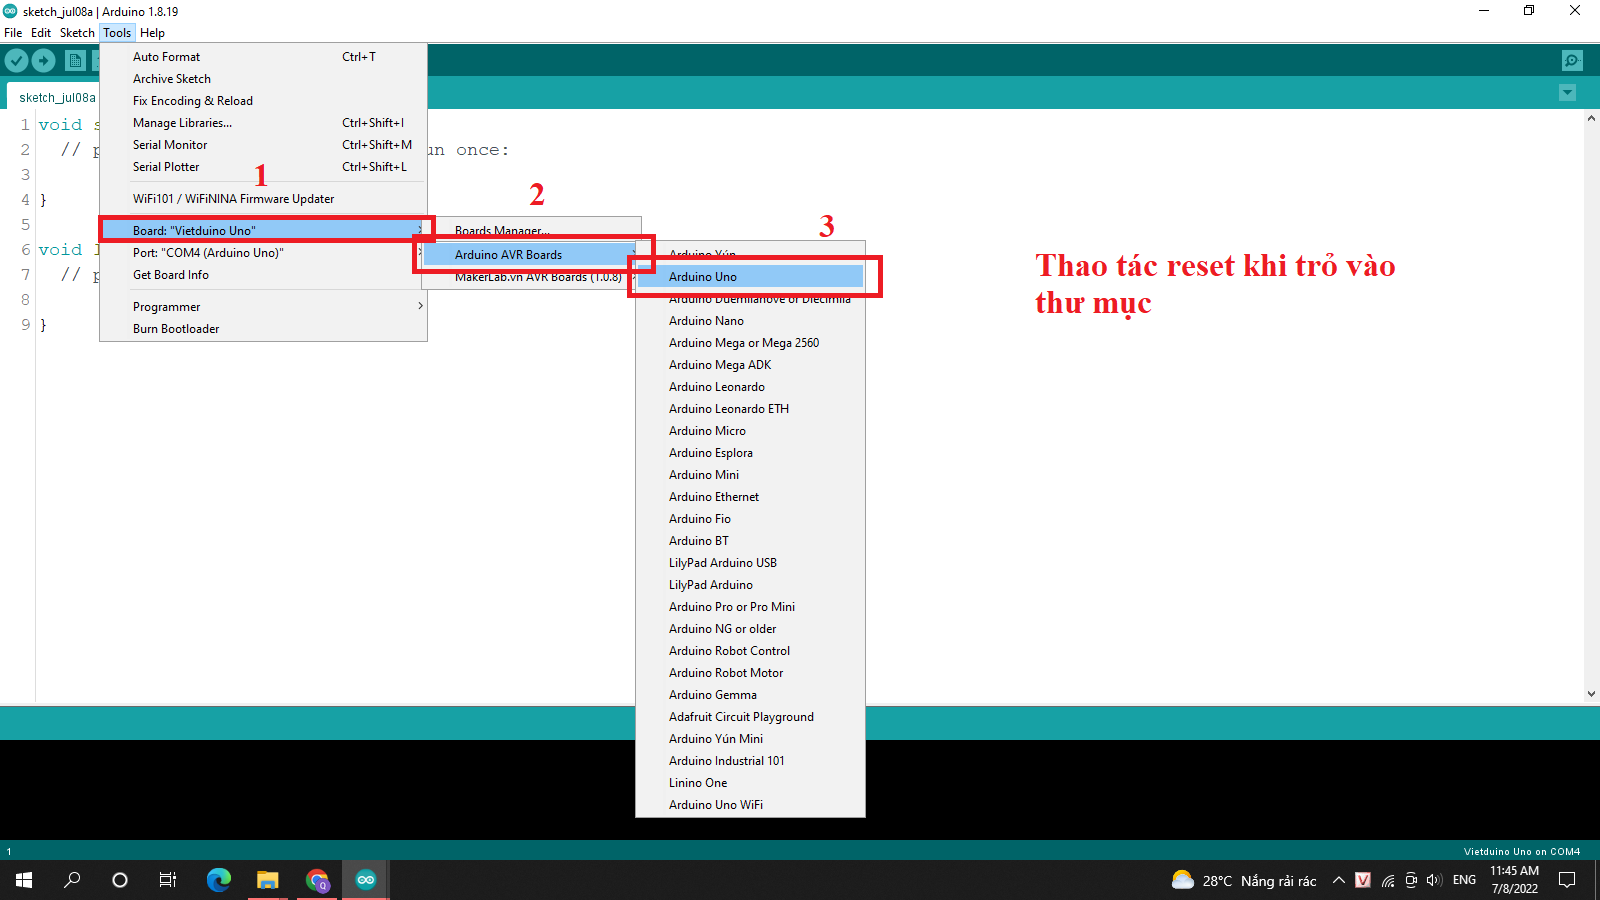 sketch_jul08a | Arduino 1.8.19
File Edit Sketch Tools Help
sketch_jul08a
Auto Format Ctrl+T
Archive Sketch
Fix Encoding & Reload
Manage Libraries... Ctrl+Shift+I
Serial Monitor Ctrl+Shift+M
Serial Plotter Ctrl+Shift+L
WiFi101 / WiFiNINA Firmware Updater
Board: "Vietduino Uno"
Port: "COM4 (Arduino Uno)"
Get Board Info
Programmer
Burn Bootloader
1
2
3
Boards Manager...
Arduino AVR Boards
MakerLab.vn AVR Boards (1.0.8)
Arduino Yún
Arduino Uno
Arduino Duemilanove or Diecimila
Arduino Nano
Arduino Mega or Mega 2560
Arduino Mega ADK
Arduino Leonardo
Arduino Leonardo ETH
Arduino Micro
Arduino Esplora
Arduino Mini
Arduino Ethernet
Arduino Fio
Arduino BT
LilyPad Arduino USB
LilyPad Arduino
Arduino Pro or Pro Mini
Arduino NG or older
Arduino Robot Control
Arduino Robot Motor
Arduino Gemma
Adafruit Circuit Playground
Arduino Yún Mini
Arduino Industrial 101
Linino One
Arduino Uno WiFi
Thao tác reset khi trỏ vào
thư mục
1 void s
2 // p un once:
3
4 }
5
6 void l
7 // p
8
9 }
1
Vietduino Uno on COM4
28°C Nắng rải rác
ENG
11:45 AM
7/8/2022